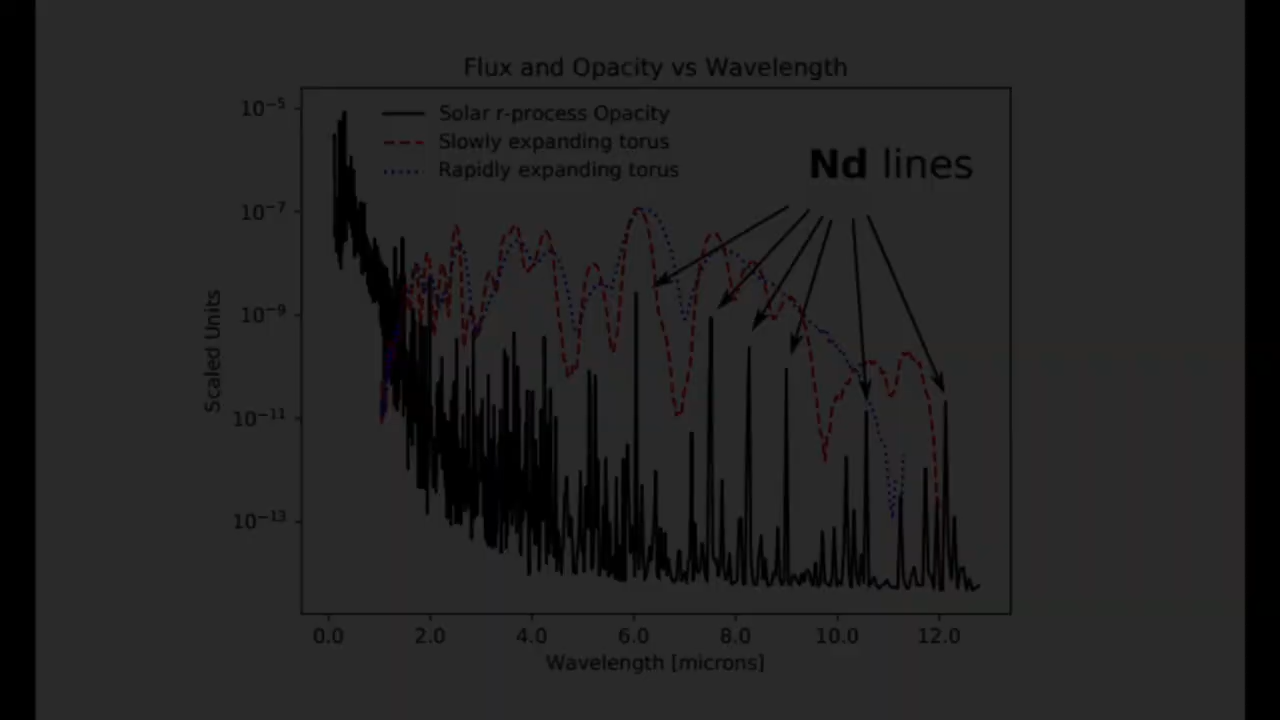 Flux and Opacity vs Wavelength
Solar r-process Opacity
Slowly expanding torus
Rapidly expanding torus
Nd lines
Scaled Units
10⁻⁵
10⁻⁷
10⁻⁹
10⁻¹¹
10⁻¹³
0.0 2.0 4.0 6.0 8.0 10.0 12.0
Wavelength [microns]